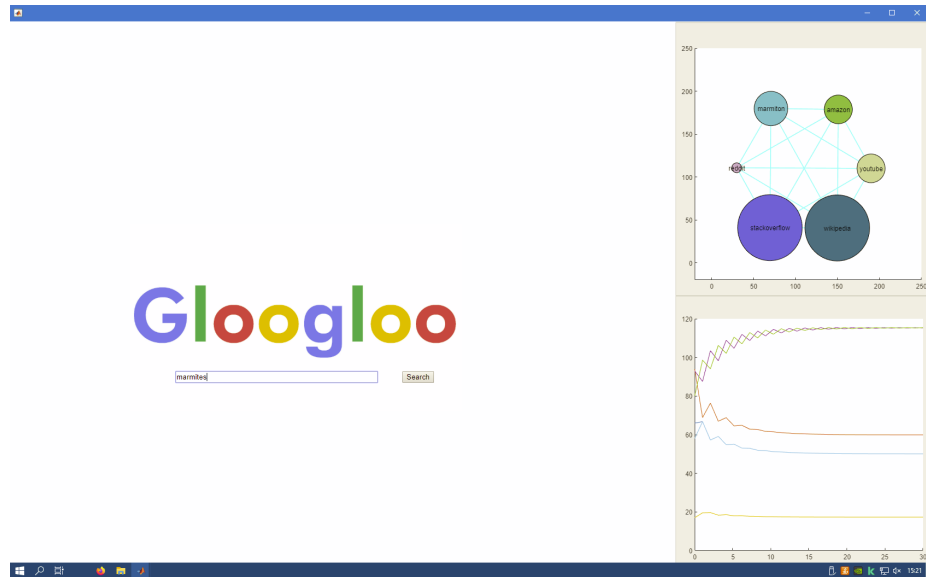 Gloogloo
marmites
Search
250
200
150
100
50
0
0 50 100 150 200 250
marmiton
amazon
reddit
youtube
stackoverflow
wikipedia
120
100
80
60
40
20
0
0 5 10 15 20 25 30
15:21